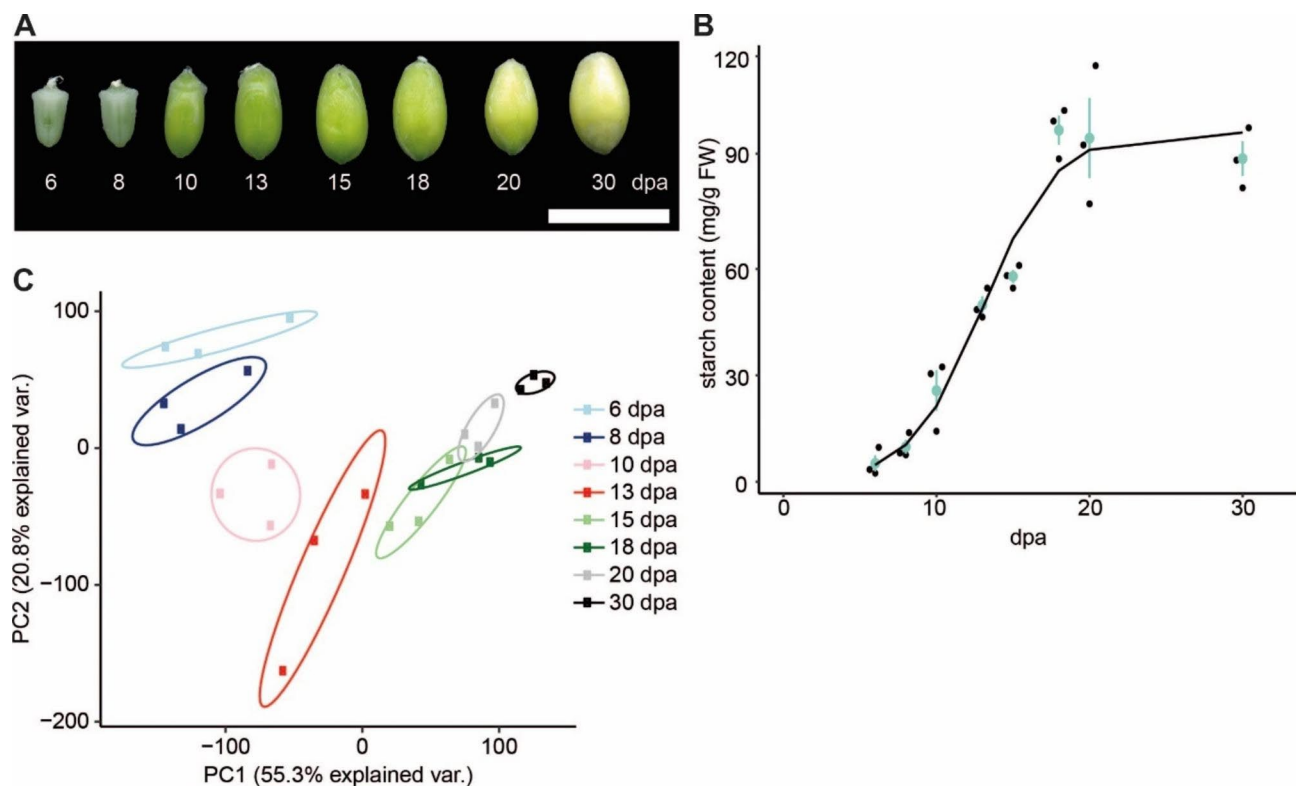 A
6 8 10 13 15 18 20 30 dpa
B
120
90
60
30
0
starch content (mg/g FW)
0 10 20 30
dpa
C
100
0
−100
−200
PC2 (20.8% explained var.)
−100 0 100
PC1 (55.3% explained var.)
6 dpa
8 dpa
10 dpa
13 dpa
15 dpa
18 dpa
20 dpa
30 dpa